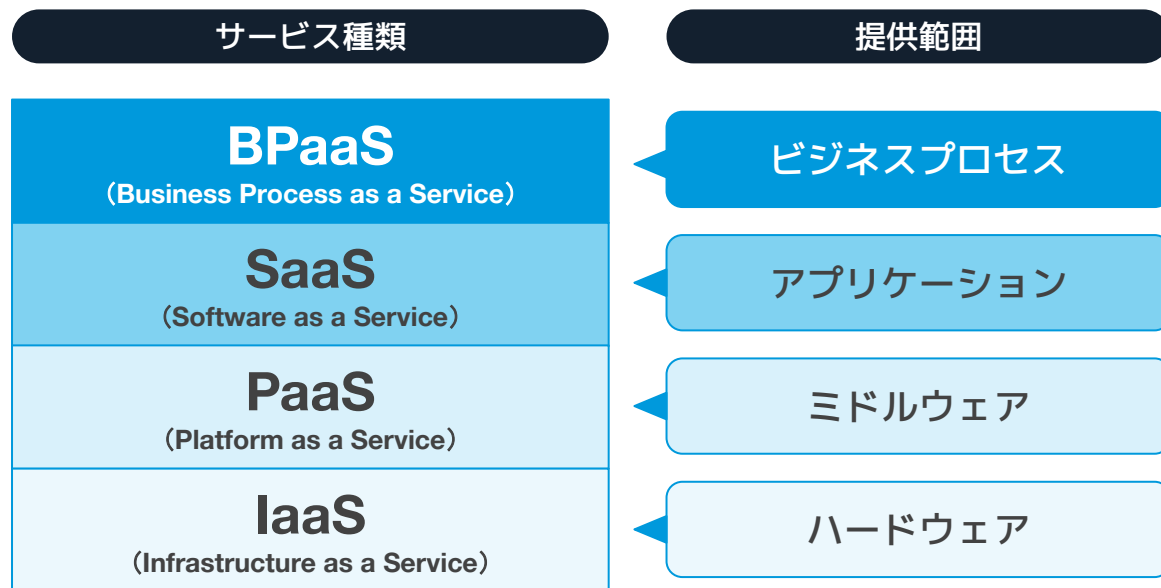 サービス種類
提供範囲
BPaaS
（Business Process as a Service）
ビジネスプロセス
SaaS
（Software as a Service）
アプリケーション
PaaS
（Platform as a Service）
ミドルウェア
IaaS
（Infrastructure as a Service）
ハードウェア